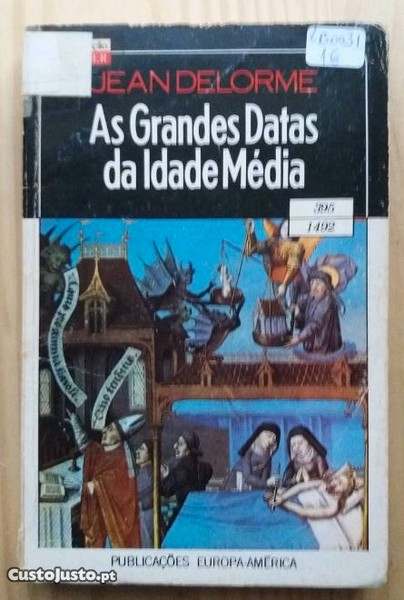 JEAN DELORME
As Grandes Datas
da Idade Média
395
1492
PUBLICAÇÕES EUROPA-AMÉRICA
CustoJusto.pt